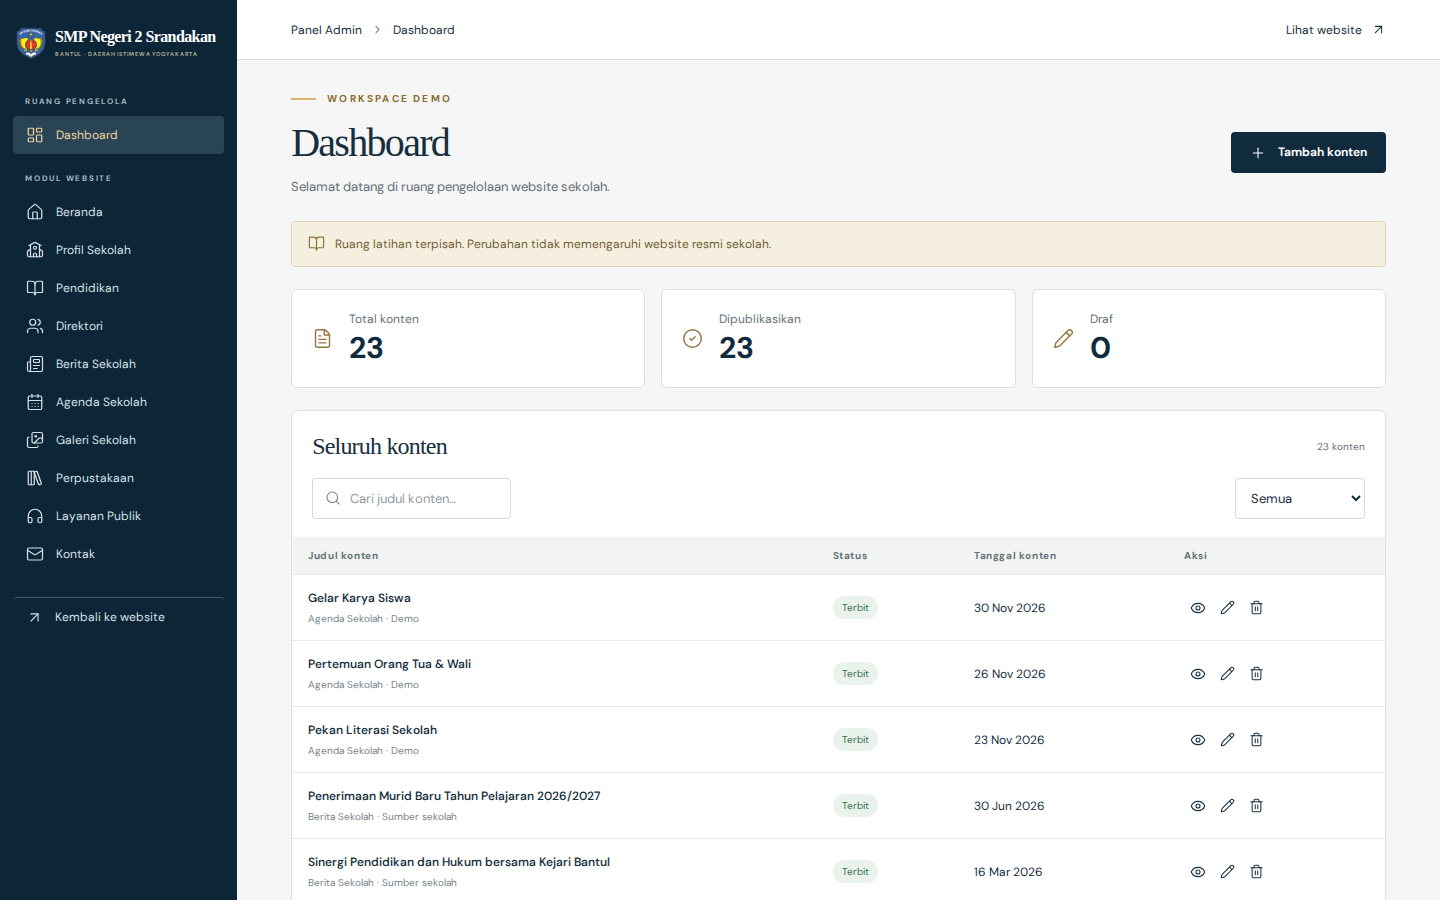 SMP Negeri 2 Srandakan
BANTUL · DAERAH ISTIMEWA YOGYAKARTA
RUANG PENGELOLA
Dashboard
MODUL WEBSITE
Beranda
Profil Sekolah
Pendidikan
Direktori
Berita Sekolah
Agenda Sekolah
Galeri Sekolah
Perpustakaan
Layanan Publik
Kontak
Kembali ke website
Panel Admin > Dashboard
Lihat website
WORKSPACE DEMO
Dashboard
Selamat datang di ruang pengelolaan website sekolah.
+ Tambah konten
Ruang latihan terpisah. Perubahan tidak memengaruhi website resmi sekolah.
Total konten
23
Dipublikasikan
23
Draf
0
Seluruh konten
23 konten
Cari judul konten...
Semua
Judul konten Status Tanggal konten Aksi
Gelar Karya Siswa
Agenda Sekolah · Demo
Terbit
30 Nov 2026
Pertemuan Orang Tua & Wali
Agenda Sekolah · Demo
Terbit
26 Nov 2026
Pekan Literasi Sekolah
Agenda Sekolah · Demo
Terbit
23 Nov 2026
Penerimaan Murid Baru Tahun Pelajaran 2026/2027
Berita Sekolah · Sumber sekolah
Terbit
30 Jun 2026
Sinergi Pendidikan dan Hukum bersama Kejari Bantul
Berita Sekolah · Sumber sekolah
Terbit
16 Mar 2026